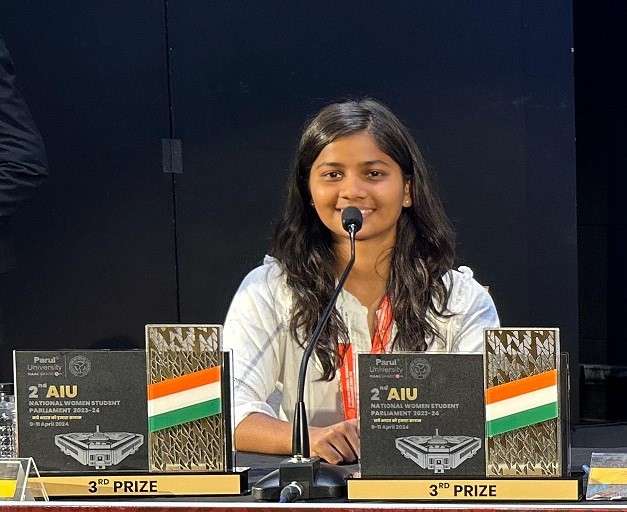 Parul
University
2nd AIU
NATIONAL WOMEN STUDENT
PARLIAMENT 2023-24
9-11 April 2024
3RD PRIZE
Parul
University
2nd AIU
NATIONAL WOMEN STUDENT
PARLIAMENT 2023-24
9-11 April 2024
3RD PRIZE